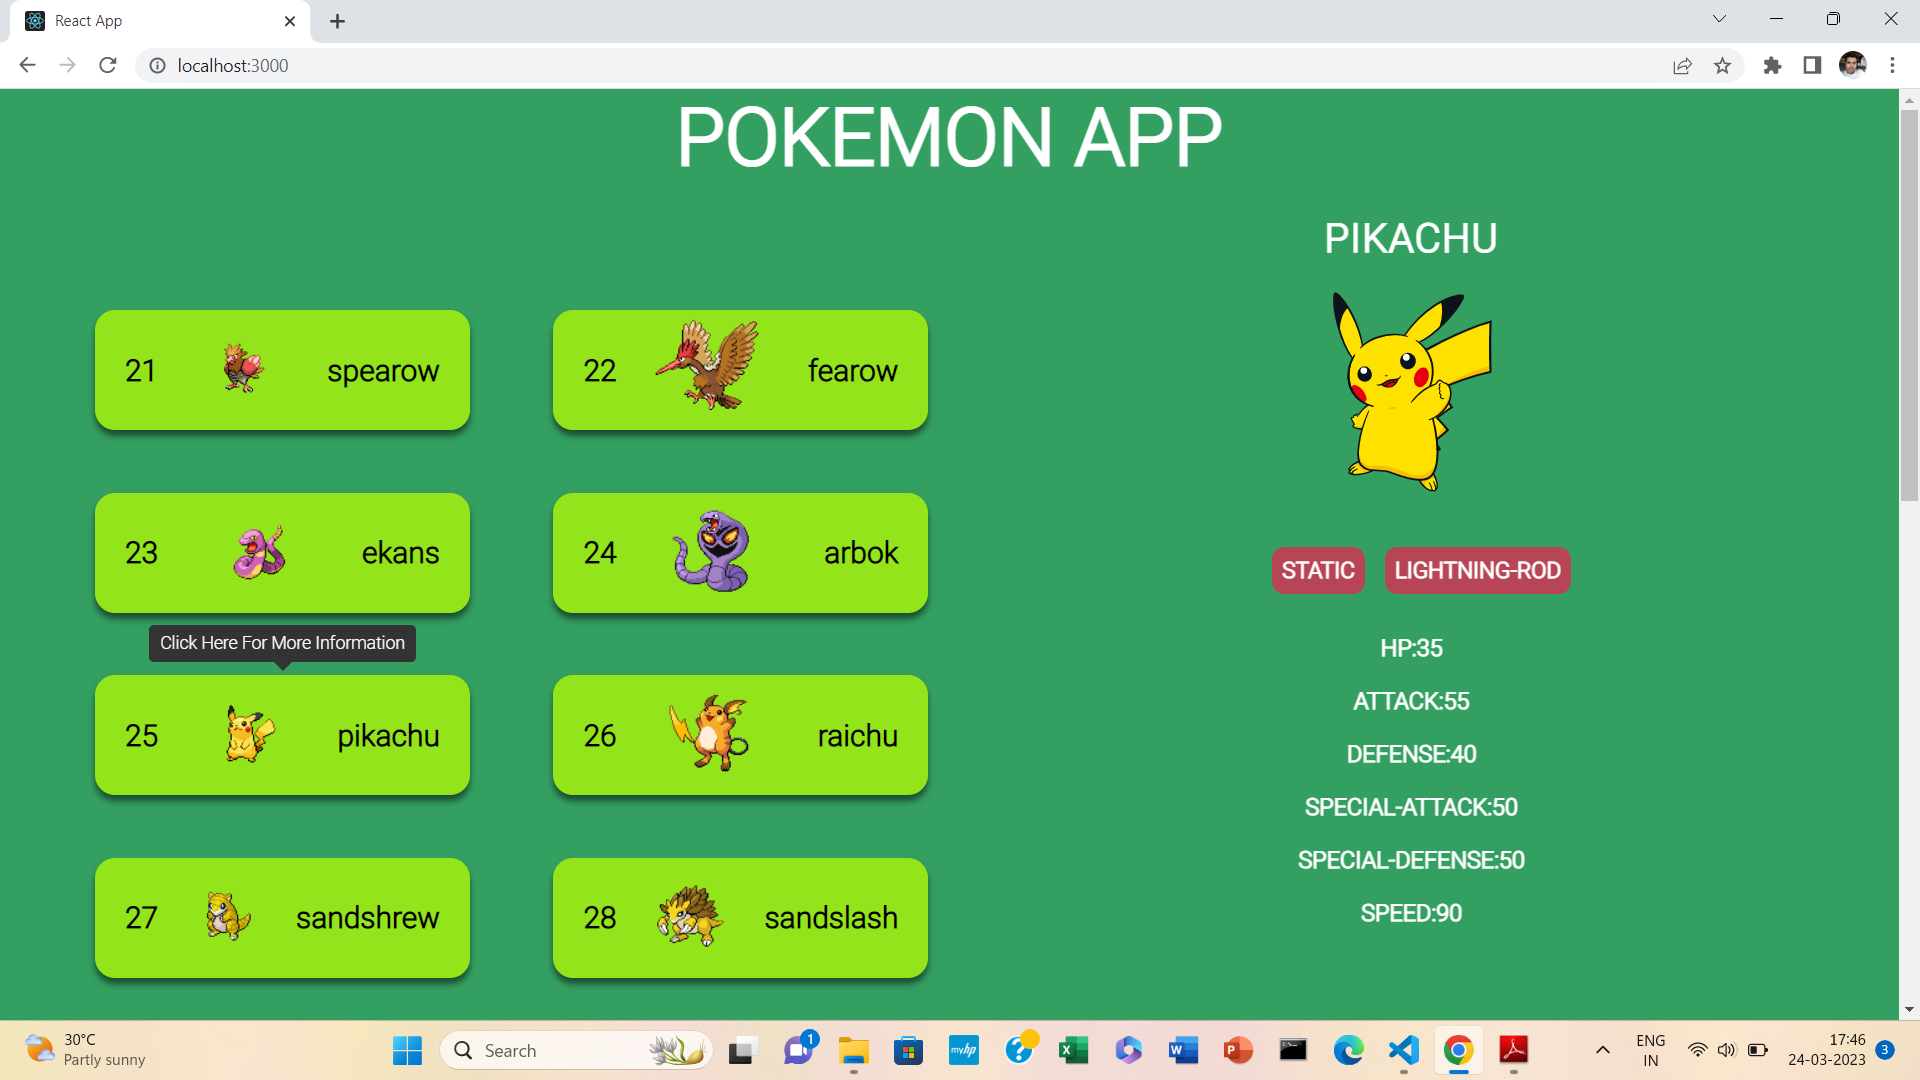 React App
localhost:3000
POKEMON APP
PIKACHU
21 spearow
22 fearow
23 ekans
24 arbok
Click Here For More Information
25 pikachu
26 raichu
27 sandshrew
28 sandslash
STATIC LIGHTNING-ROD
HP:35
ATTACK:55
DEFENSE:40
SPECIAL-ATTACK:50
SPECIAL-DEFENSE:50
SPEED:90
30°C
Partly sunny
Search
1
myhp
?
X
W
P
ENG
IN
17:46
24-03-2023
3